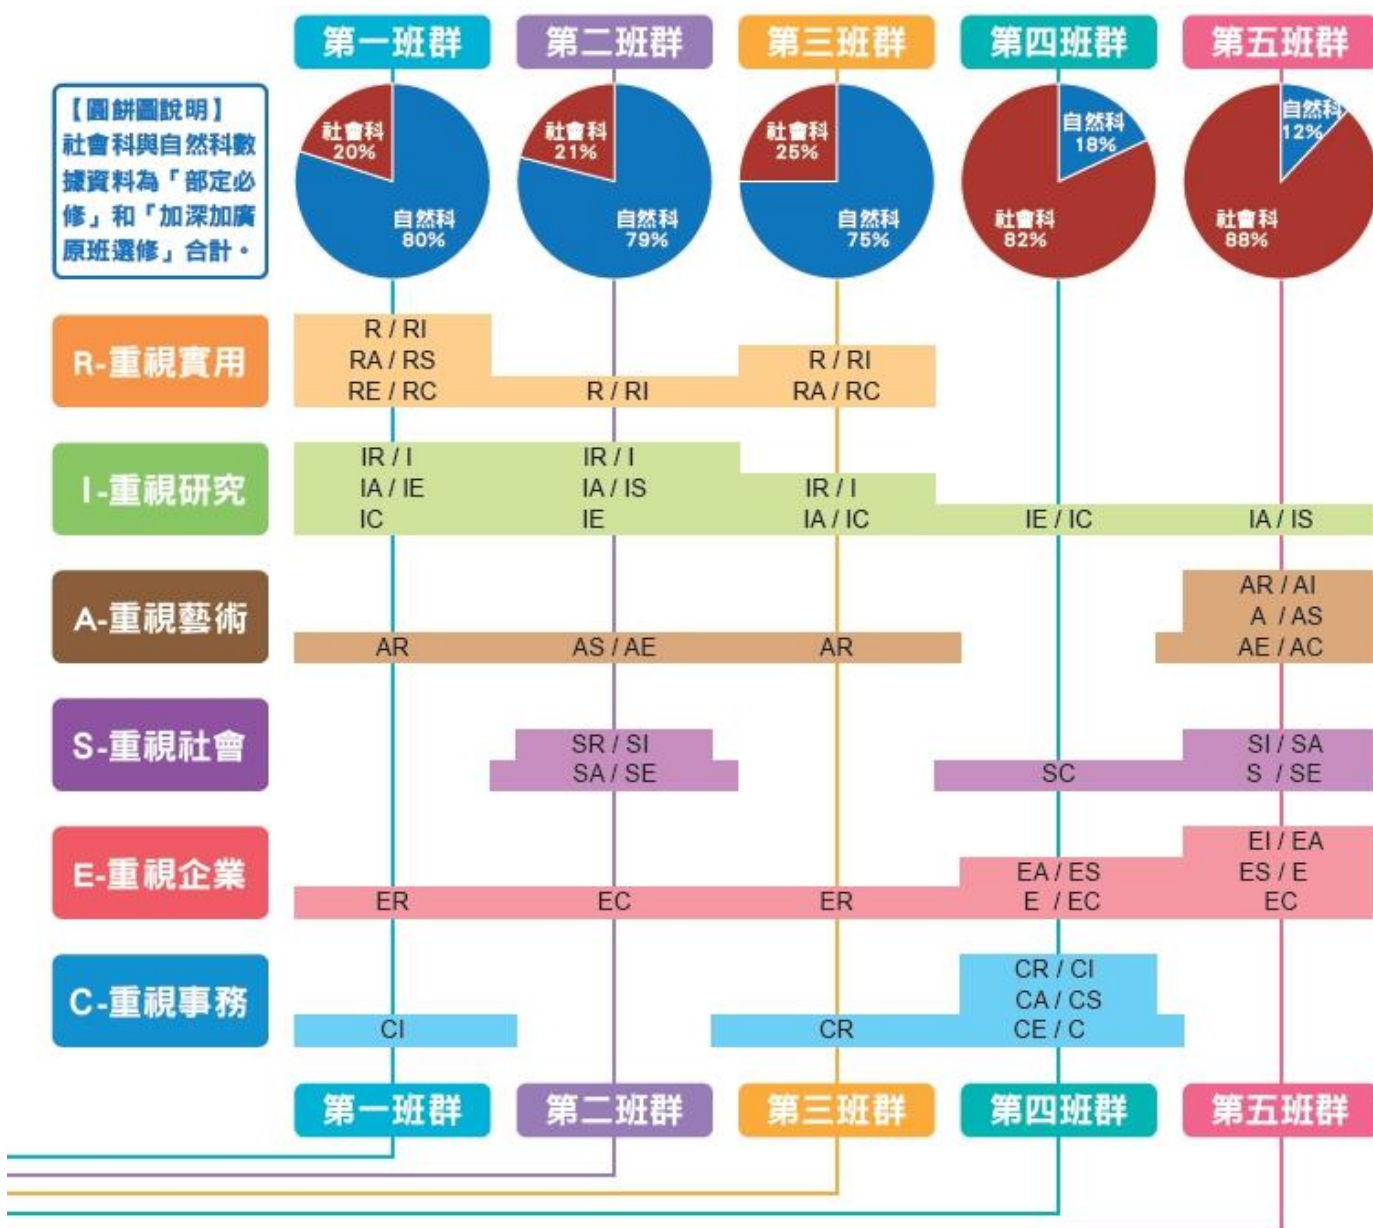 第一班群
第二班群
第三班群
第四班群
第五班群
【圓餅圖說明】
社會科與自然科數
據資料為「部定必
修」和「加深加廣
原班選修」合計。
社會科
20%
自然科
80%
社會科
21%
自然科
79%
社會科
25%
自然科
75%
自然科
18%
社會科
82%
自然科
12%
社會科
88%
R-重視實用
R / RI
RA / RS
RE / RC
R / RI
R / RI
RA / RC
I-重視研究
IR / I
IA / IE
IC
IR / I
IA / IS
IE
IR / I
IA / IC
IE / IC
IA / IS
A-重視藝術
AR
AS / AE
AR
AR / AI
A / AS
AE / AC
S-重視社會
SR / SI
SA / SE
SC
SI / SA
S / SE
E-重視企業
ER
EC
ER
EA / ES
E / EC
EI / EA
ES / E
EC
C-重視事務
CI
CR
CR / CI
CA / CS
CE / C
第一班群
第二班群
第三班群
第四班群
第五班群